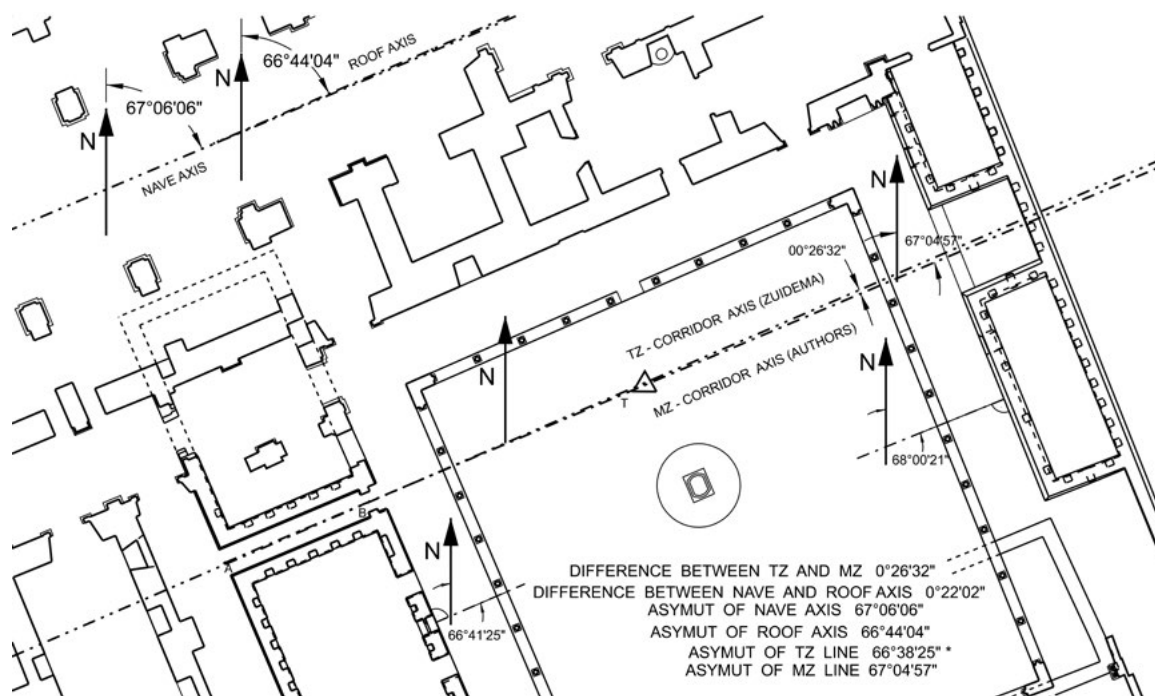 66°44'04"
ROOF AXIS
N
67°06'06"
N
NAVE AXIS
N
67°04'57"
00°26'32"
TZ - CORRIDOR AXIS (ZUIDEMA)
N
T
MZ - CORRIDOR AXIS (AUTHORS)
N
68°00'21"
B
A
N
66°41'25"
DIFFERENCE BETWEEN TZ AND MZ 0°26'32"
DIFFERENCE BETWEEN NAVE AND ROOF AXIS 0°22'02"
ASYMUT OF NAVE AXIS 67°06'06"
ASYMUT OF ROOF AXIS 66°44'04"
ASYMUT OF TZ LINE 66°38'25" *
ASYMUT OF MZ LINE 67°04'57"